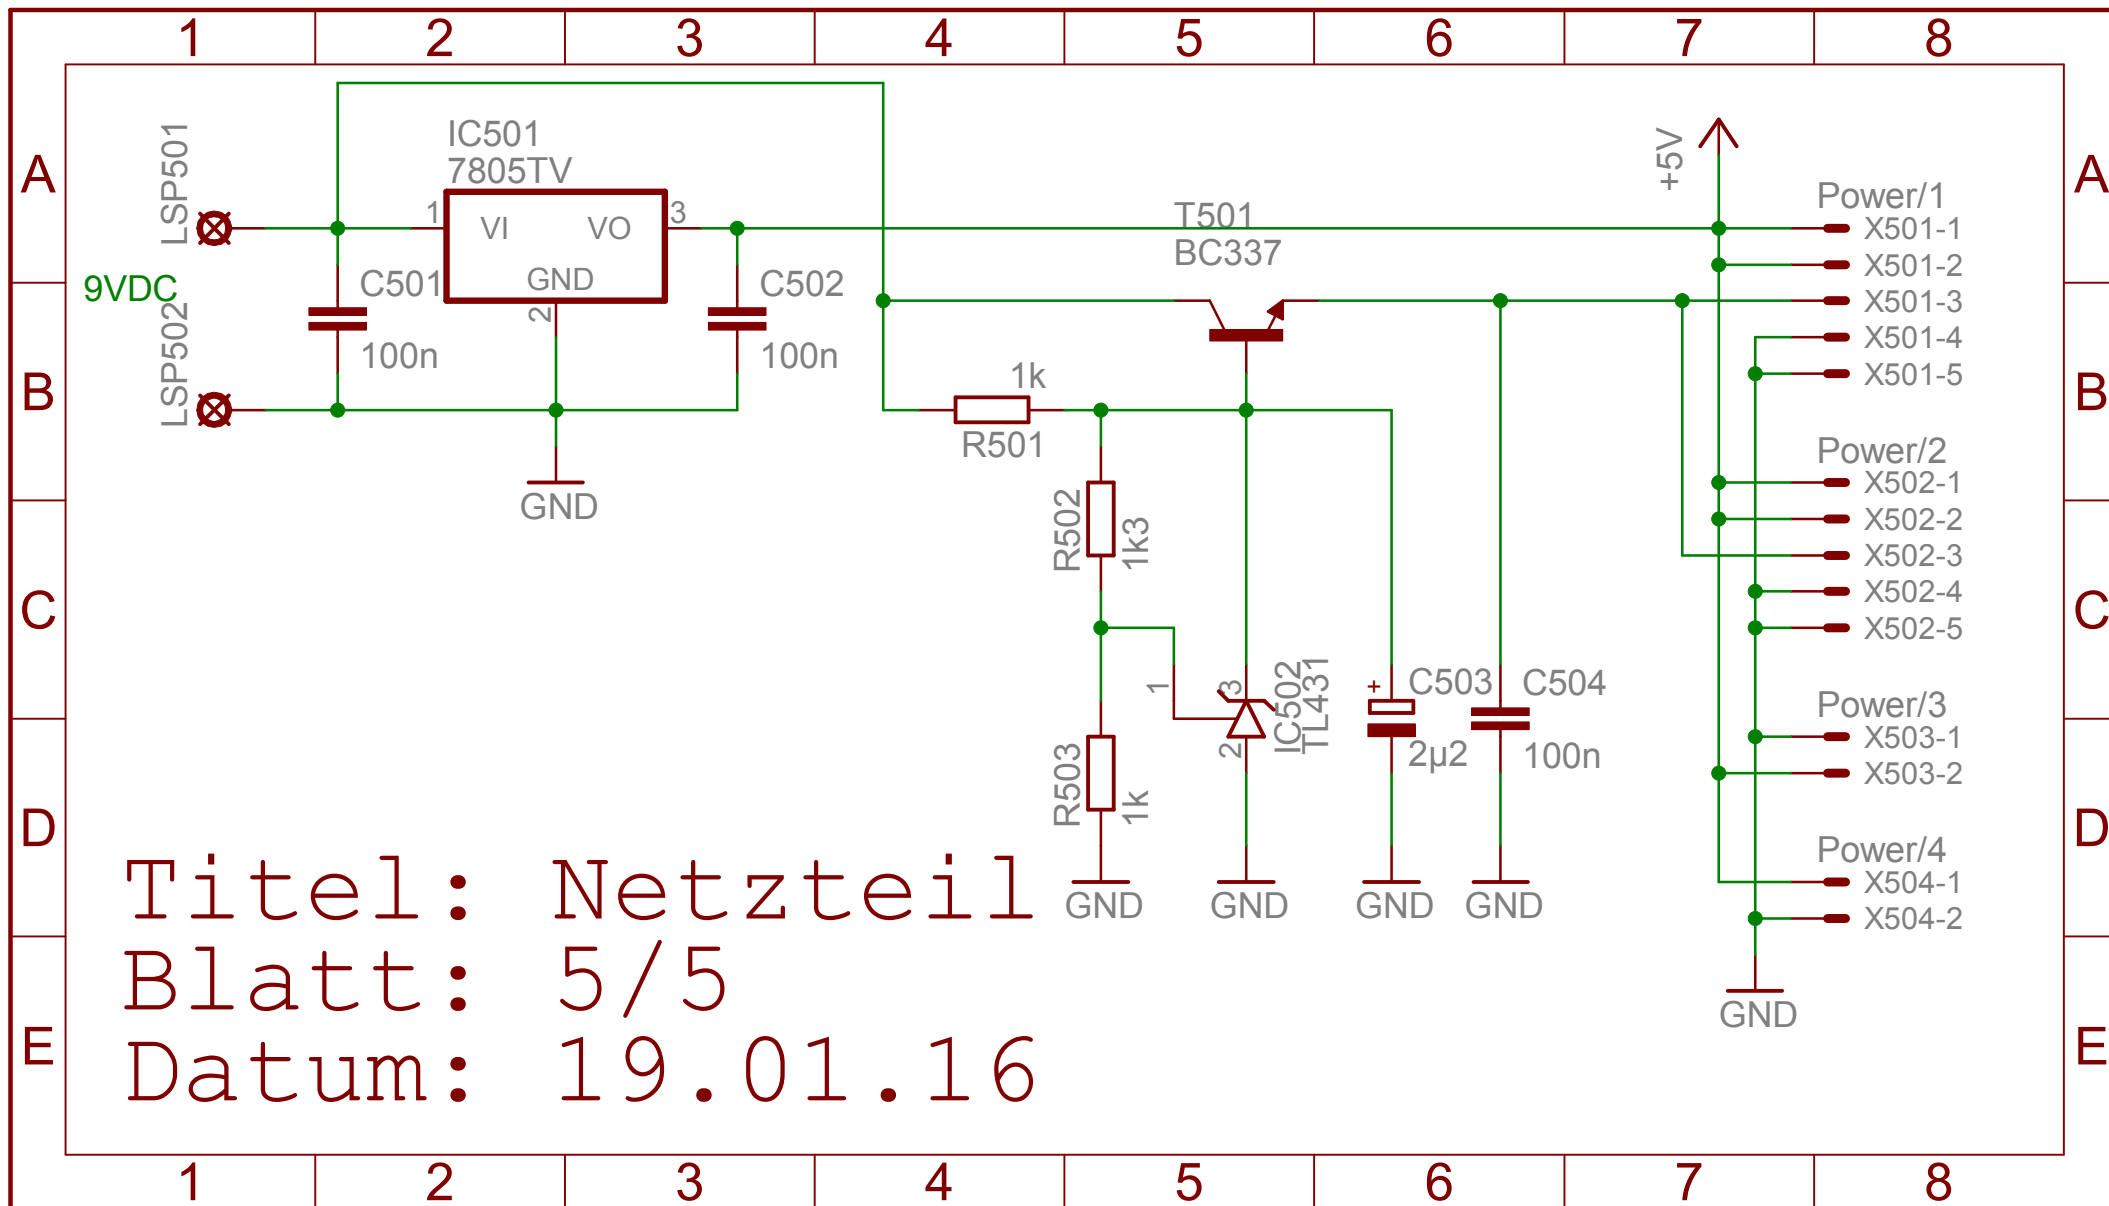 1 2 3 4 5 6 7 8
A A
B B
C C
D D
E E
LSP501
9VDC
LSP502
IC501
7805TV
1 VI VO 3
GND
2
C501
100n
C502
100n
GND
T501
BC337
1k
R501
R502
1k3
R503
1k
1
3
2
IC502
TL431
+
C503
2µ2
C504
100n
GND GND GND GND
+5V
Power/1
X501-1
X501-2
X501-3
X501-4
X501-5
Power/2
X502-1
X502-2
X502-3
X502-4
X502-5
Power/3
X503-1
X503-2
Power/4
X504-1
X504-2
GND
Titel: Netzteil
Blatt: 5/5
Datum: 19.01.16
1 2 3 4 5 6 7 8